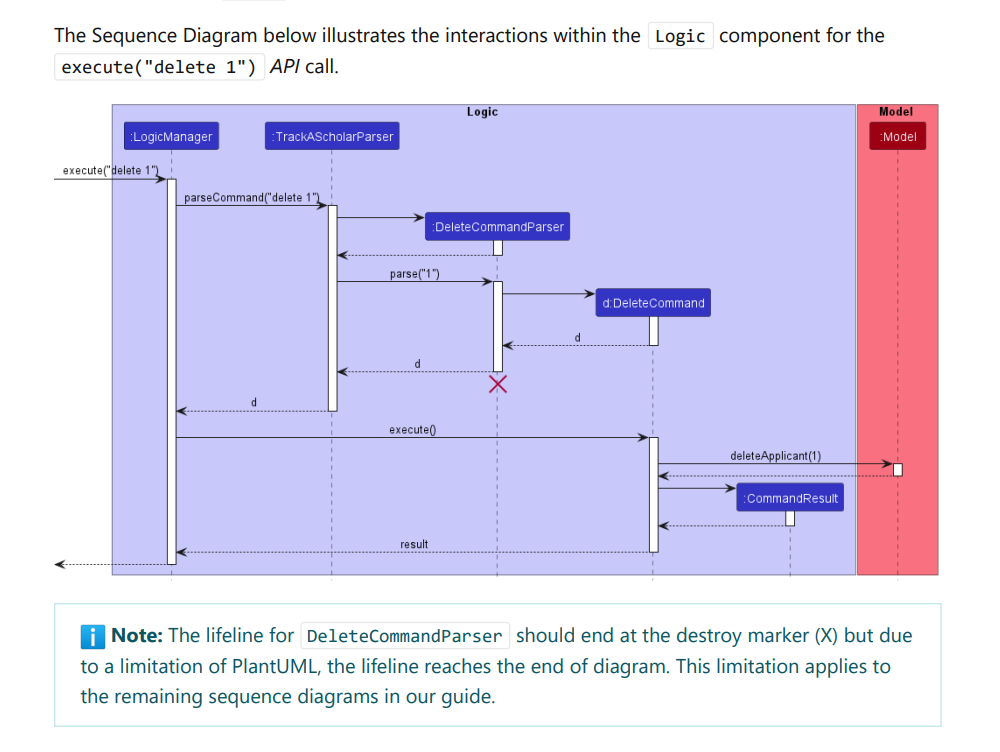 The Sequence Diagram below illustrates the interactions within the Logic component for the
execute("delete 1") API call.
Logic
Model
:LogicManager
:TrackAScholarParser
:Model
execute("delete 1")
parseCommand("delete 1")
:DeleteCommandParser
parse("1")
d:DeleteCommand
d
d
d
execute()
deleteApplicant(1)
:CommandResult
result
i Note: The lifeline for DeleteCommandParser should end at the destroy marker (X) but due
to a limitation of PlantUML, the lifeline reaches the end of diagram. This limitation applies to
the remaining sequence diagrams in our guide.